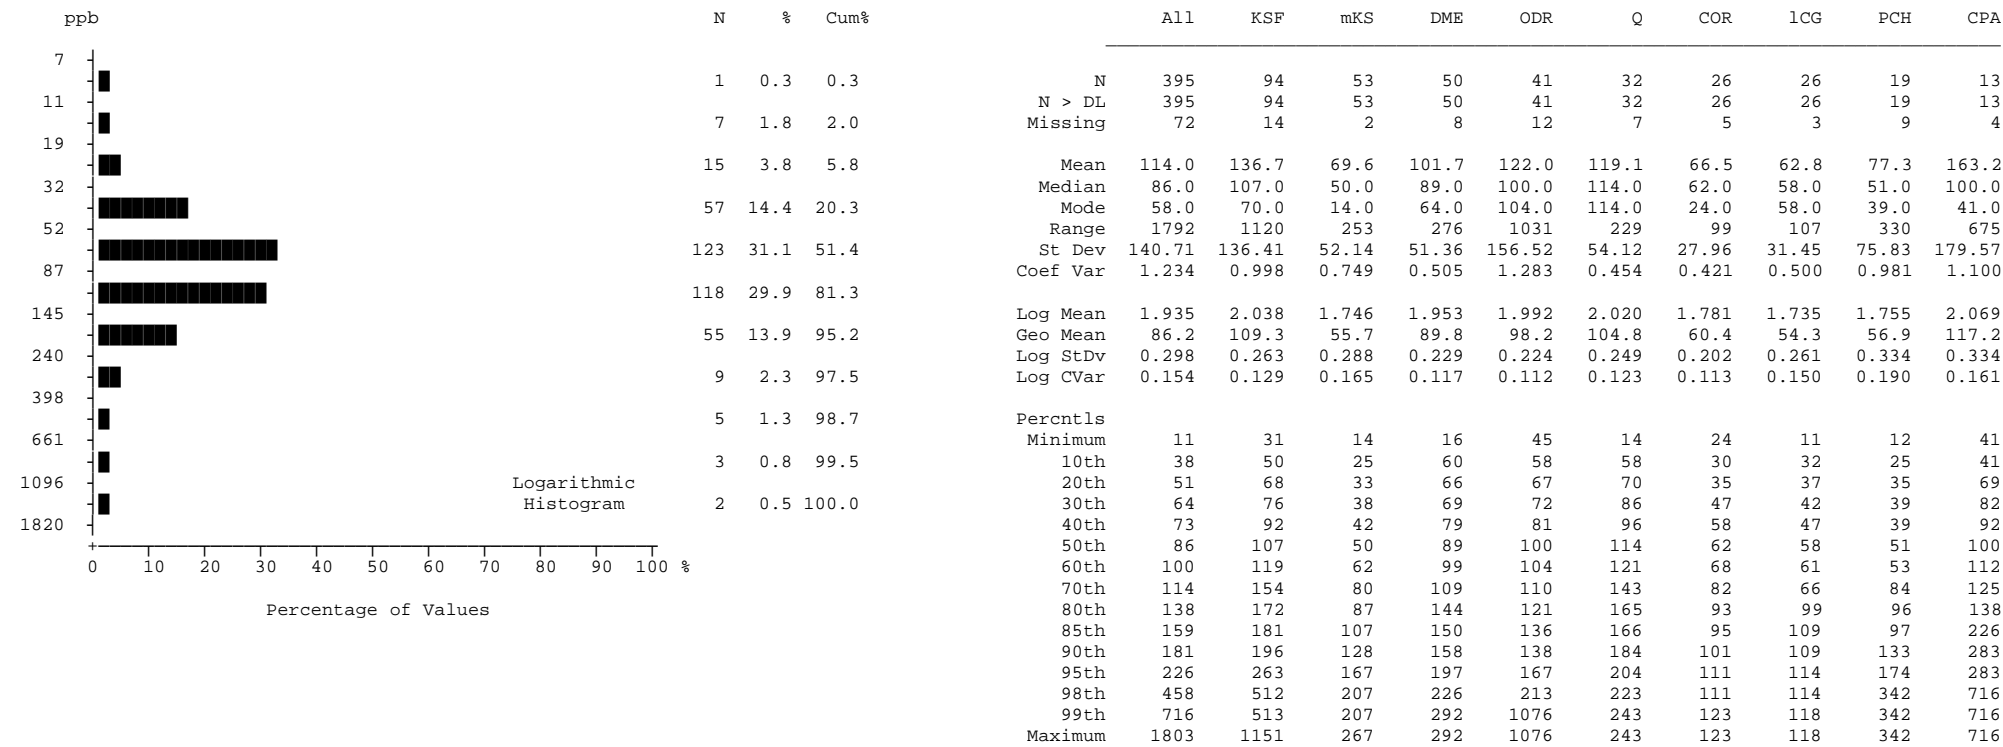 ppb N % Cum% All KSF mKS DME ODR Q COR lCG PCH CPA
7
1 0.3 0.3 N 395 94 53 50 41 32 26 26 19 13
11 N > DL 395 94 53 50 41 32 26 26 19 13
7 1.8 2.0 Missing 72 14 2 8 12 7 5 3 9 4
19
15 3.8 5.8 Mean 114.0 136.7 69.6 101.7 122.0 119.1 66.5 62.8 77.3 163.2
32 Median 86.0 107.0 50.0 89.0 100.0 114.0 62.0 58.0 51.0 100.0
57 14.4 20.3 Mode 58.0 70.0 14.0 64.0 104.0 114.0 24.0 58.0 39.0 41.0
52 Range 1792 1120 253 276 1031 229 99 107 330 675
123 31.1 51.4 St Dev 140.71 136.41 52.14 51.36 156.52 54.12 27.96 31.45 75.83 179.57
87 Coef Var 1.234 0.998 0.749 0.505 1.283 0.454 0.421 0.500 0.981 1.100
118 29.9 81.3
145 Log Mean 1.935 2.038 1.746 1.953 1.992 2.020 1.781 1.735 1.755 2.069
55 13.9 95.2 Geo Mean 86.2 109.3 55.7 89.8 98.2 104.8 60.4 54.3 56.9 117.2
240 Log StDv 0.298 0.263 0.288 0.229 0.224 0.249 0.202 0.261 0.334 0.334
9 2.3 97.5 Log CVar 0.154 0.129 0.165 0.117 0.112 0.123 0.113 0.150 0.190 0.161
398
5 1.3 98.7 Percntls
661 Minimum 11 31 14 16 45 14 24 11 12 41
3 0.8 99.5 10th 38 50 25 60 58 58 30 32 25 41
1096 Logarithmic 20th 51 68 33 66 67 70 35 37 35 69
Histogram 2 0.5 100.0 30th 64 76 38 69 72 86 47 42 39 82
1820 40th 73 92 42 79 81 96 58 47 39 92
50th 86 107 50 89 100 114 62 58 51 100
0 10 20 30 40 50 60 70 80 90 100 % 60th 100 119 62 99 104 121 68 61 53 112
70th 114 154 80 109 110 143 82 66 84 125
Percentage of Values 80th 138 172 87 144 121 165 93 99 96 138
85th 159 181 107 150 136 166 95 109 97 226
90th 181 196 128 158 138 184 101 109 133 283
95th 226 263 167 197 167 204 111 114 174 283
98th 458 512 207 226 213 223 111 114 342 716
99th 716 513 207 292 1076 243 123 118 342 716
Maximum 1803 1151 267 292 1076 243 123 118 342 716